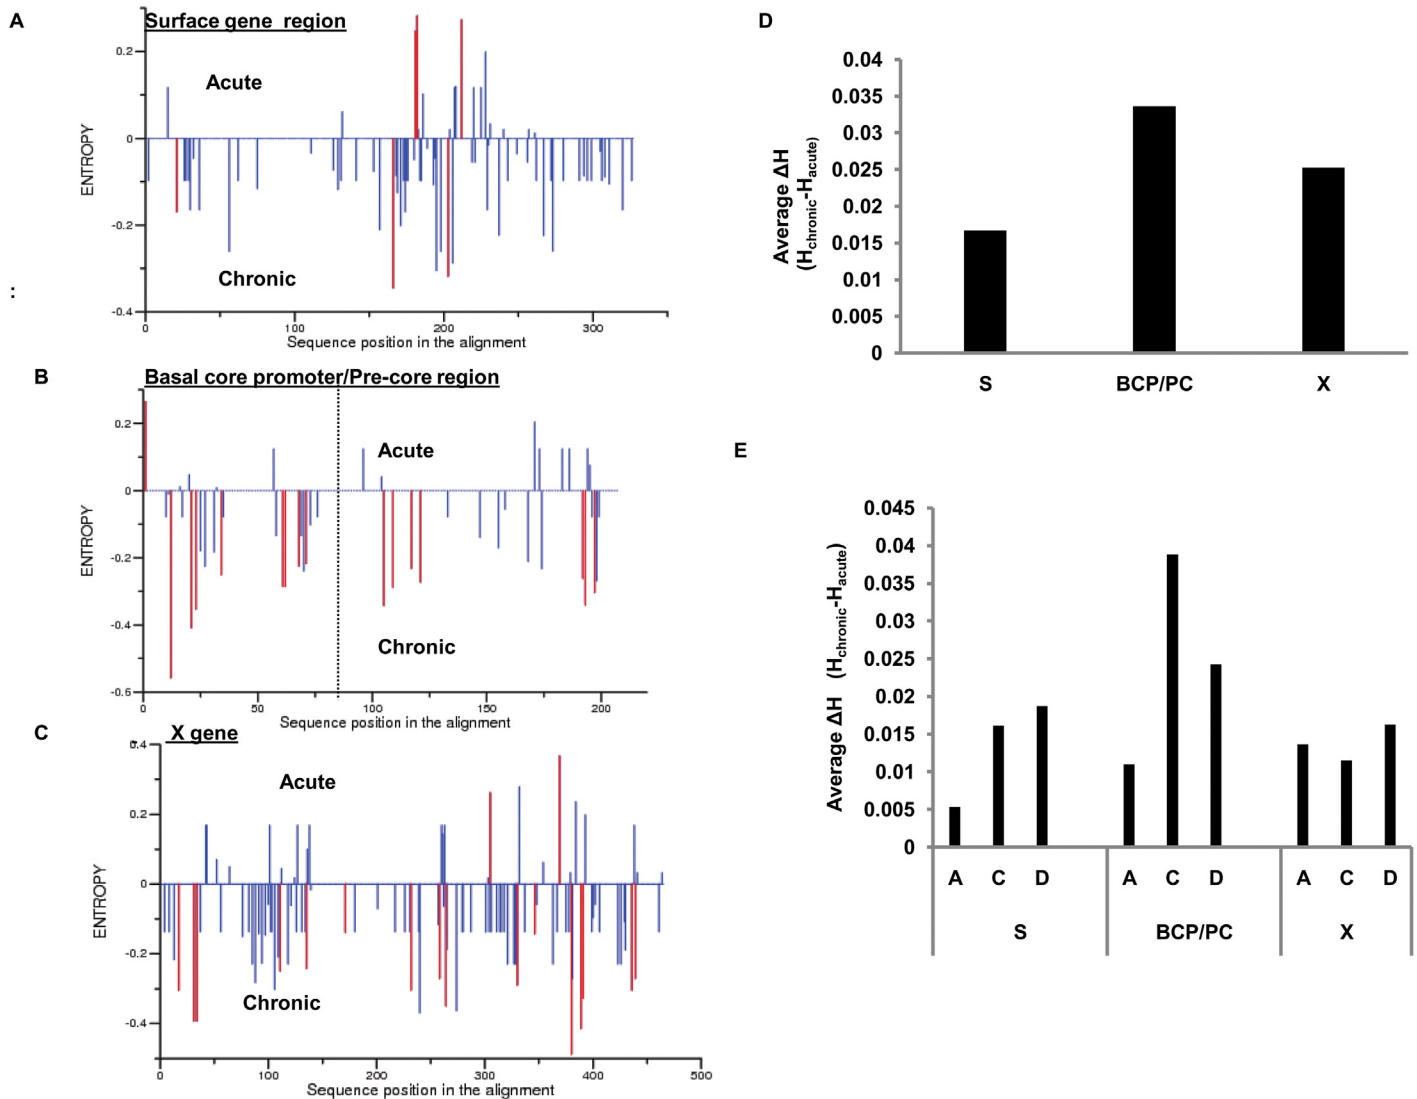 A
Surface gene region
0.2
0
-0.2
-0.4
ENTROPY
Acute
Chronic
0 100 200 300
Sequence position in the alignment
:
B
Basal core promoter/Pre-core region
0.2
0
-0.2
-0.4
-0.6
ENTROPY
Acute
Chronic
0 50 100 150 200
Sequence position in the alignment
C
X gene
0.4
0.2
0
-0.2
-0.4
ENTROPY
Acute
Chronic
0 100 200 300 400 500
Sequence position in the alignment
D
0.04
0.035
0.03
0.025
0.02
0.015
0.01
0.005
0
Average ΔH
(Hchronic-Hacute)
S BCP/PC X
E
0.045
0.04
0.035
0.03
0.025
0.02
0.015
0.01
0.005
0
Average ΔH (Hchronic-Hacute)
A C D A C D A C D
S BCP/PC X